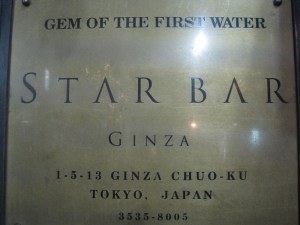 GEM OF THE FIRST WATER
STAR BAR
GINZA
1-5-13 GINZA CHUO-KU
TOKYO, JAPAN
3535-8005